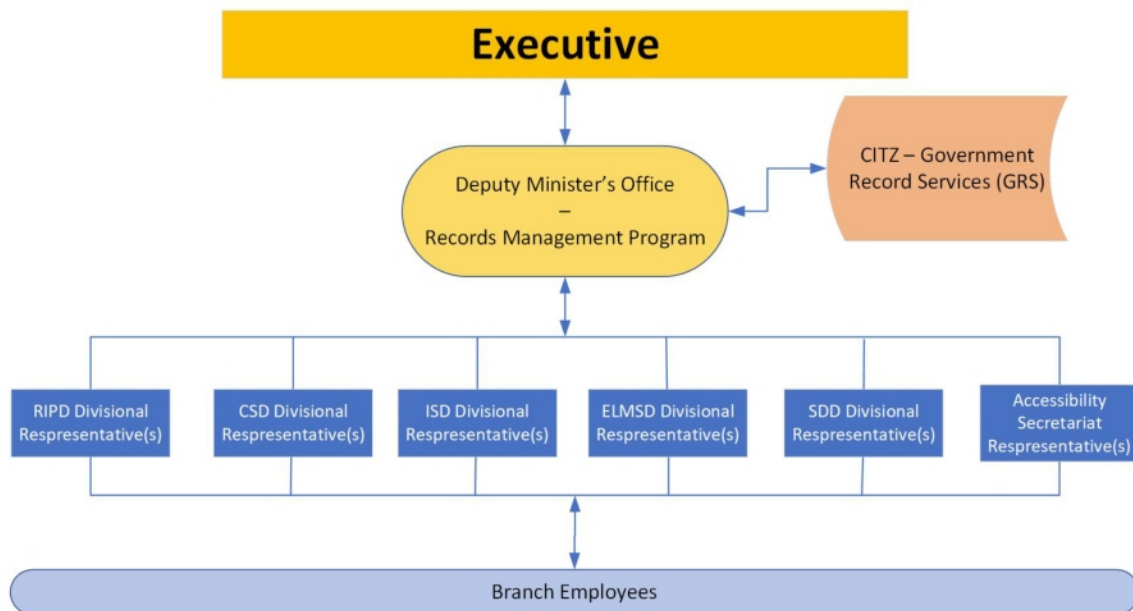 Executive
CITZ – Government
Record Services (GRS)
Deputy Minister’s Office
–
Records Management Program
RIPD Divisional
Respresentative(s)
CSD Divisional
Respresentative(s)
ISD Divisional
Respresentative(s)
ELMSD Divisional
Respresentative(s)
SDD Divisional
Respresentative(s)
Accessibility
Secretariat
Respresentative(s)
Branch Employees